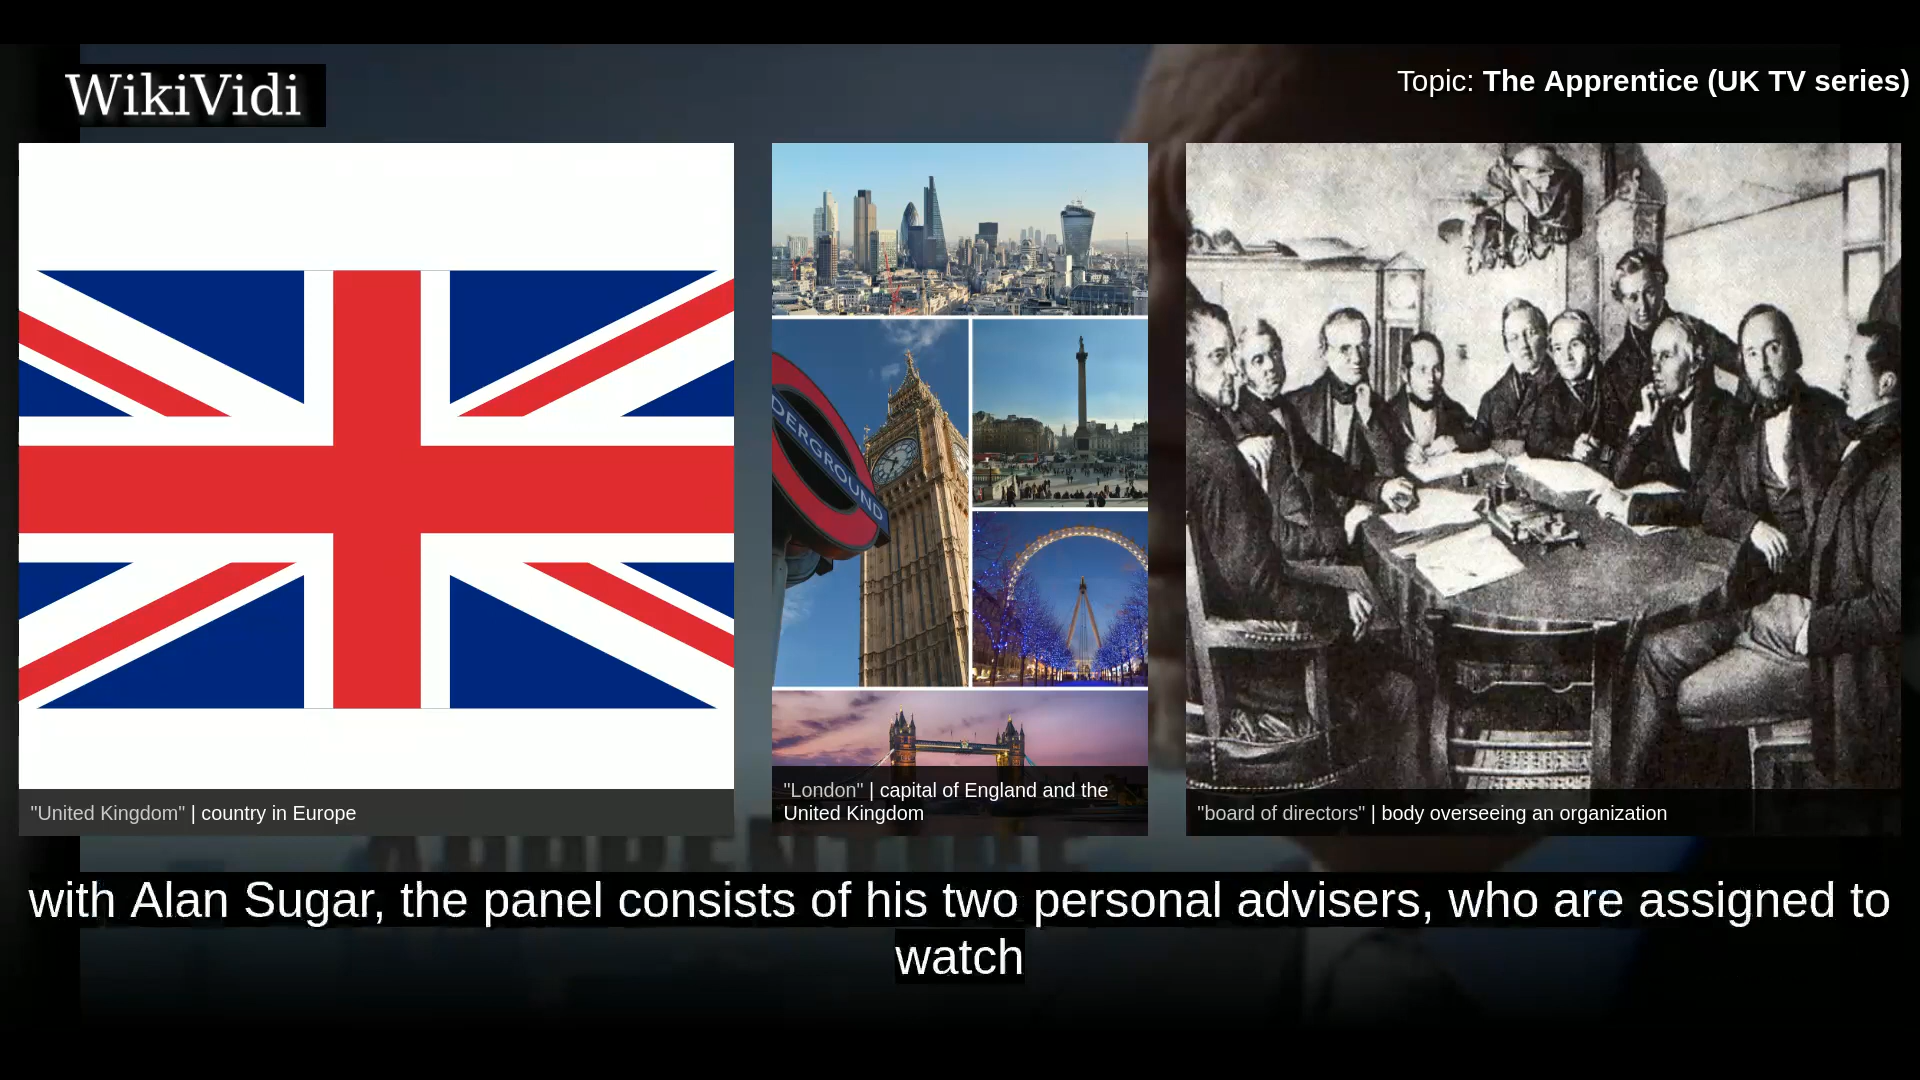 WikiVidi
Topic: The Apprentice (UK TV series)
DERGROUND
"United Kingdom" | country in Europe
"London" | capital of England and the
United Kingdom
"board of directors" | body overseeing an organization
APPRENTICE
with Alan Sugar, the panel consists of his two personal advisers, who are assigned to
watch